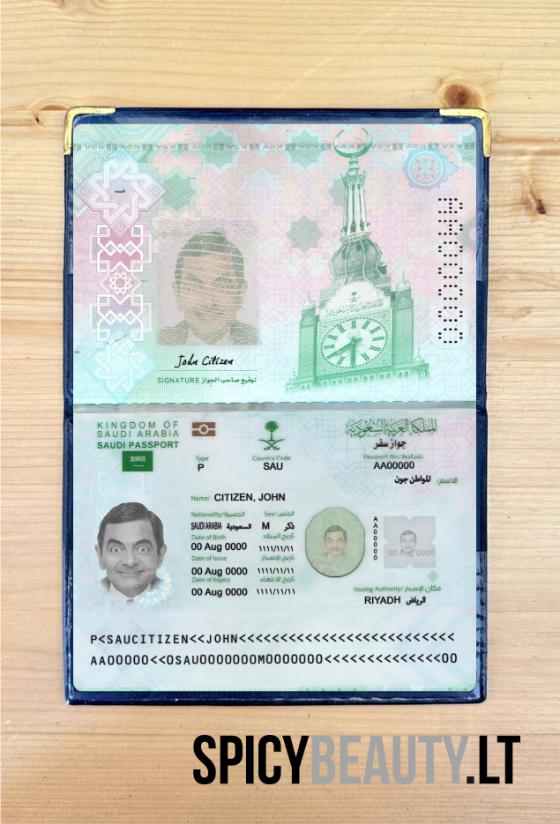 1
AA00000
John Citizen
SIGNATURE توقيع صاحب الجواز
KINGDOM OF
SAUDI ARABIA
SAUDI PASSPORT
المملكة العربية السعودية
جواز سفر
Type
P
Country Code
SAU
AA00000
الاسم/ المواطن جون
Name/ CITIZEN, JOHN
Nationality/الجنسية
Sex/الجنس
SAUDI ARABIA السعودية
M ذكر
Date of Birth
تاريخ الميلاد
00 Aug 0000
١١١١/١١/١١
Date of Issue/
تاريخ الإصدار
00 Aug 0000
١١١١/١١/١١
Date of Expiry
تاريخ الانتهاء
00 Aug 0000
١١١١/١١/١١
AA00000
00 Aug 0000
Issuing Authority/ مكان الإصدار
RIYADH الرياض
P<SAUCITIZEN<<JOHN<<<<<<<<<<<<<<<<<<<<<<<<<<
AA00000<<0SAU0000000M0000000<<<<<<<<<<<<<<00
SPICYBEAUTY.LT